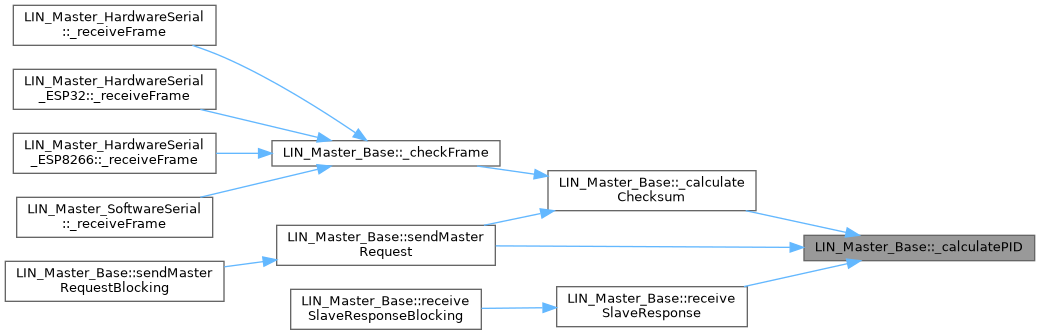 LIN_Master_HardwareSerial
::_receiveFrame
LIN_Master_HardwareSerial
_ESP32::_receiveFrame
LIN_Master_HardwareSerial
_ESP8266::_receiveFrame
LIN_Master_SoftwareSerial
::_receiveFrame
LIN_Master_Base::sendMaster
RequestBlocking
LIN_Master_Base::_checkFrame
LIN_Master_Base::sendMaster
Request
LIN_Master_Base::receive
SlaveResponseBlocking
LIN_Master_Base::_calculate
Checksum
LIN_Master_Base::receive
SlaveResponse
LIN_Master_Base::_calculatePID